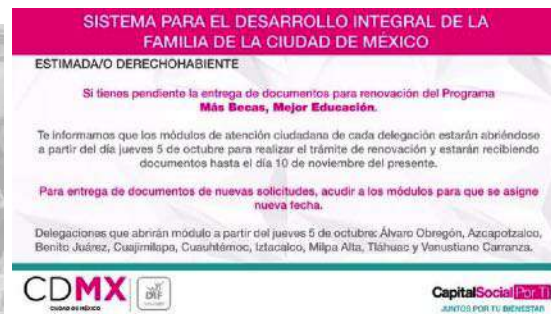 SISTEMA PARA EL DESARROLLO INTEGRAL DE LA
FAMILIA DE LA CIUDAD DE MÉXICO
ESTIMADA/O DERECHOHABIENTE
Si tienes pendiente la entrega de documentos para renovación del Programa
Más Becas, Mejor Educación.
Te informamos que los módulos de atención ciudadana de cada delegación estarán abriéndose
a partir del día jueves 5 de octubre para realizar el trámite de renovación y estarán recibiendo
documentos hasta el día 10 de noviembre del presente.
Para entrega de documentos de nuevas solicitudes, acudir a los módulos para que se asigne
nueva fecha.
Delegaciones que abrirán módulo a partir del jueves 5 de octubre: Álvaro Obregón, Azcapotzalco,
Benito Juárez, Cuajimilapa, Cuauhtémoc, Iztacalco, Milpa Alta, Tláhuac y Venustiano Carranza.
CDMX
CIUDAD DE MÉXICO
DIF
CapitalSocial Por Ti
JUNTOS POR TU BIENESTAR